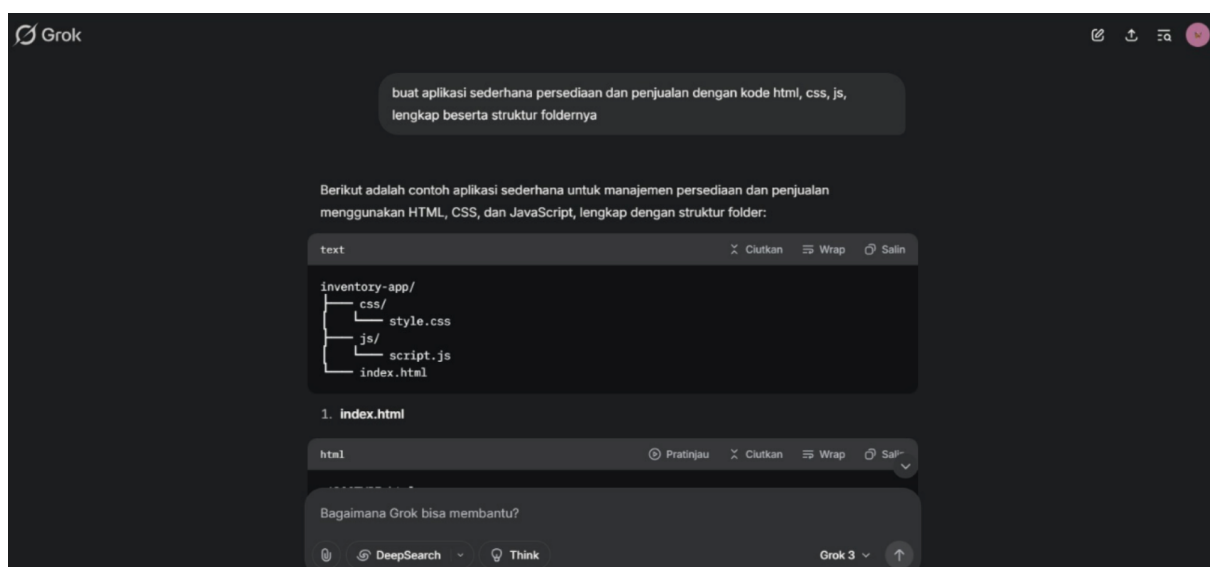 Grok
buat aplikasi sederhana persediaan dan penjualan dengan kode html, css, js,
lengkap beserta struktur foldernya
Berikut adalah contoh aplikasi sederhana untuk manajemen persediaan dan penjualan
menggunakan HTML, CSS, dan JavaScript, lengkap dengan struktur folder:
text Ciutkan Wrap Salin
inventory-app/
├── css/
│ └── style.css
├── js/
│ └── script.js
└── index.html
1. index.html
html Pratinjau Ciutkan Wrap
Bagaimana Grok bisa membantu?
DeepSearch Think Grok 3